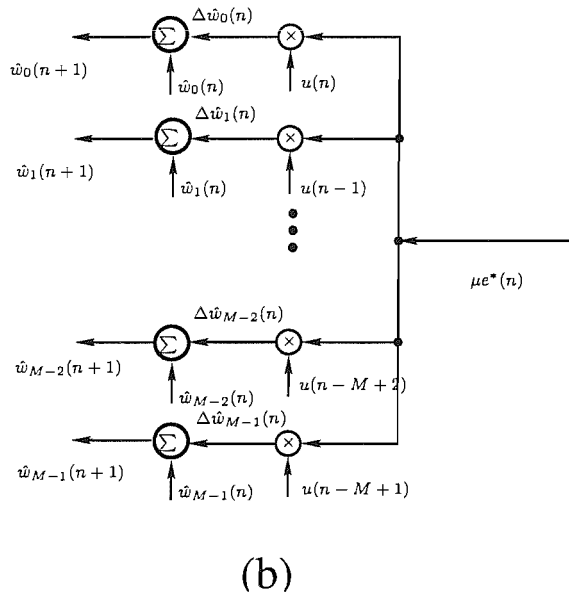 Δŵ₀(n)
ŵ₀(n+1) Σ ×
ŵ₀(n) u(n)
Δŵ₁(n)
Σ ×
ŵ₁(n+1) ŵ₁(n) u(n−1)
μe*(n)
Δŵ_{M−2}(n)
Σ ×
ŵ_{M−2}(n+1)
ŵ_{M−2}(n) u(n−M+2)
Δŵ_{M−1}(n)
Σ ×
ŵ_{M−1}(n+1)
ŵ_{M−1}(n) u(n−M+1)
(b)